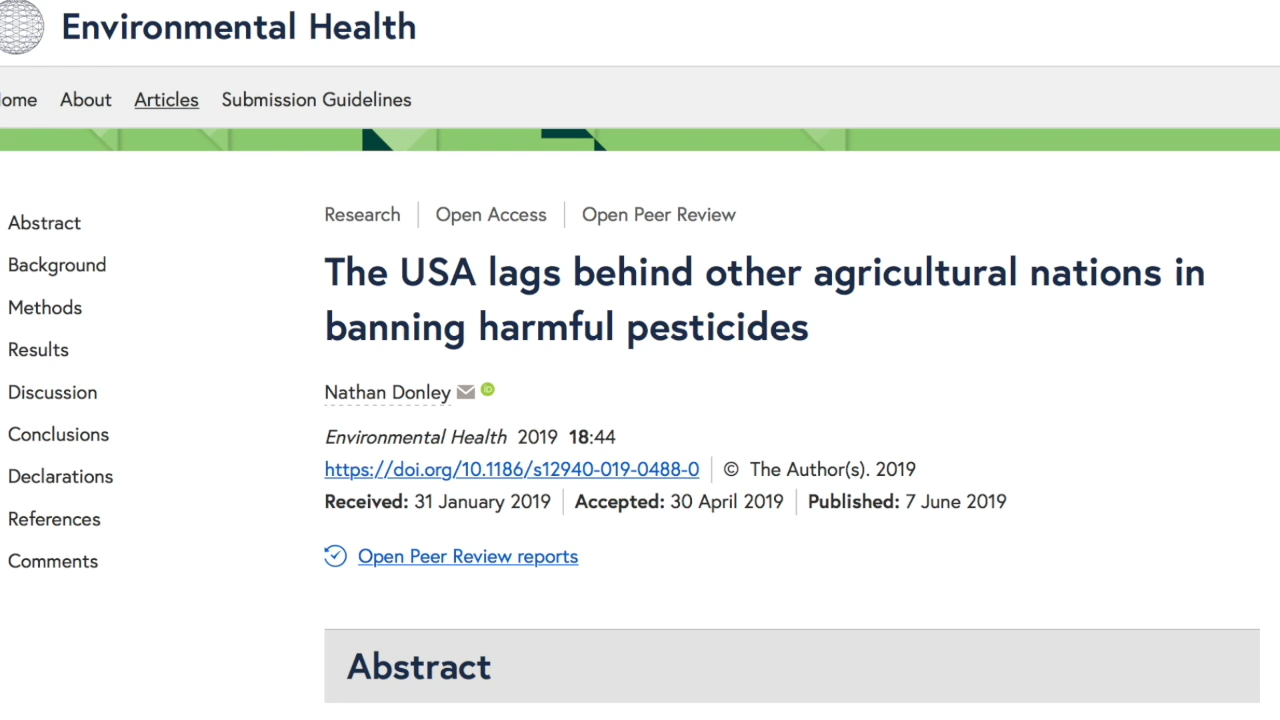 Environmental Health
ome About Articles Submission Guidelines
Abstract
Background
Methods
Results
Discussion
Conclusions
Declarations
References
Comments
Research Open Access Open Peer Review
The USA lags behind other agricultural nations in
banning harmful pesticides
Nathan Donley
Environmental Health 2019 18:44
https://doi.org/10.1186/s12940-019-0488-0 © The Author(s). 2019
Received: 31 January 2019 Accepted: 30 April 2019 Published: 7 June 2019
Open Peer Review reports
Abstract